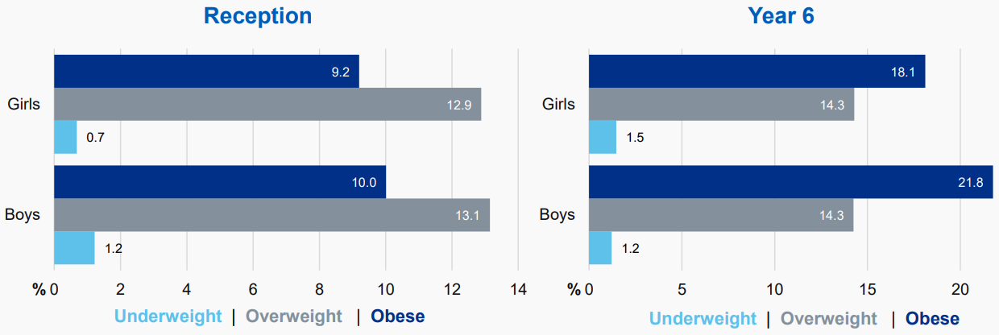 Reception
9.2
Girls
12.9
0.7
10.0
Boys
13.1
1.2
% 0 2 4 6 8 10 12 14
Underweight | Overweight | Obese
Year 6
18.1
Girls
14.3
1.5
21.8
Boys
14.3
1.2
% 0 5 10 15 20
Underweight | Overweight | Obese